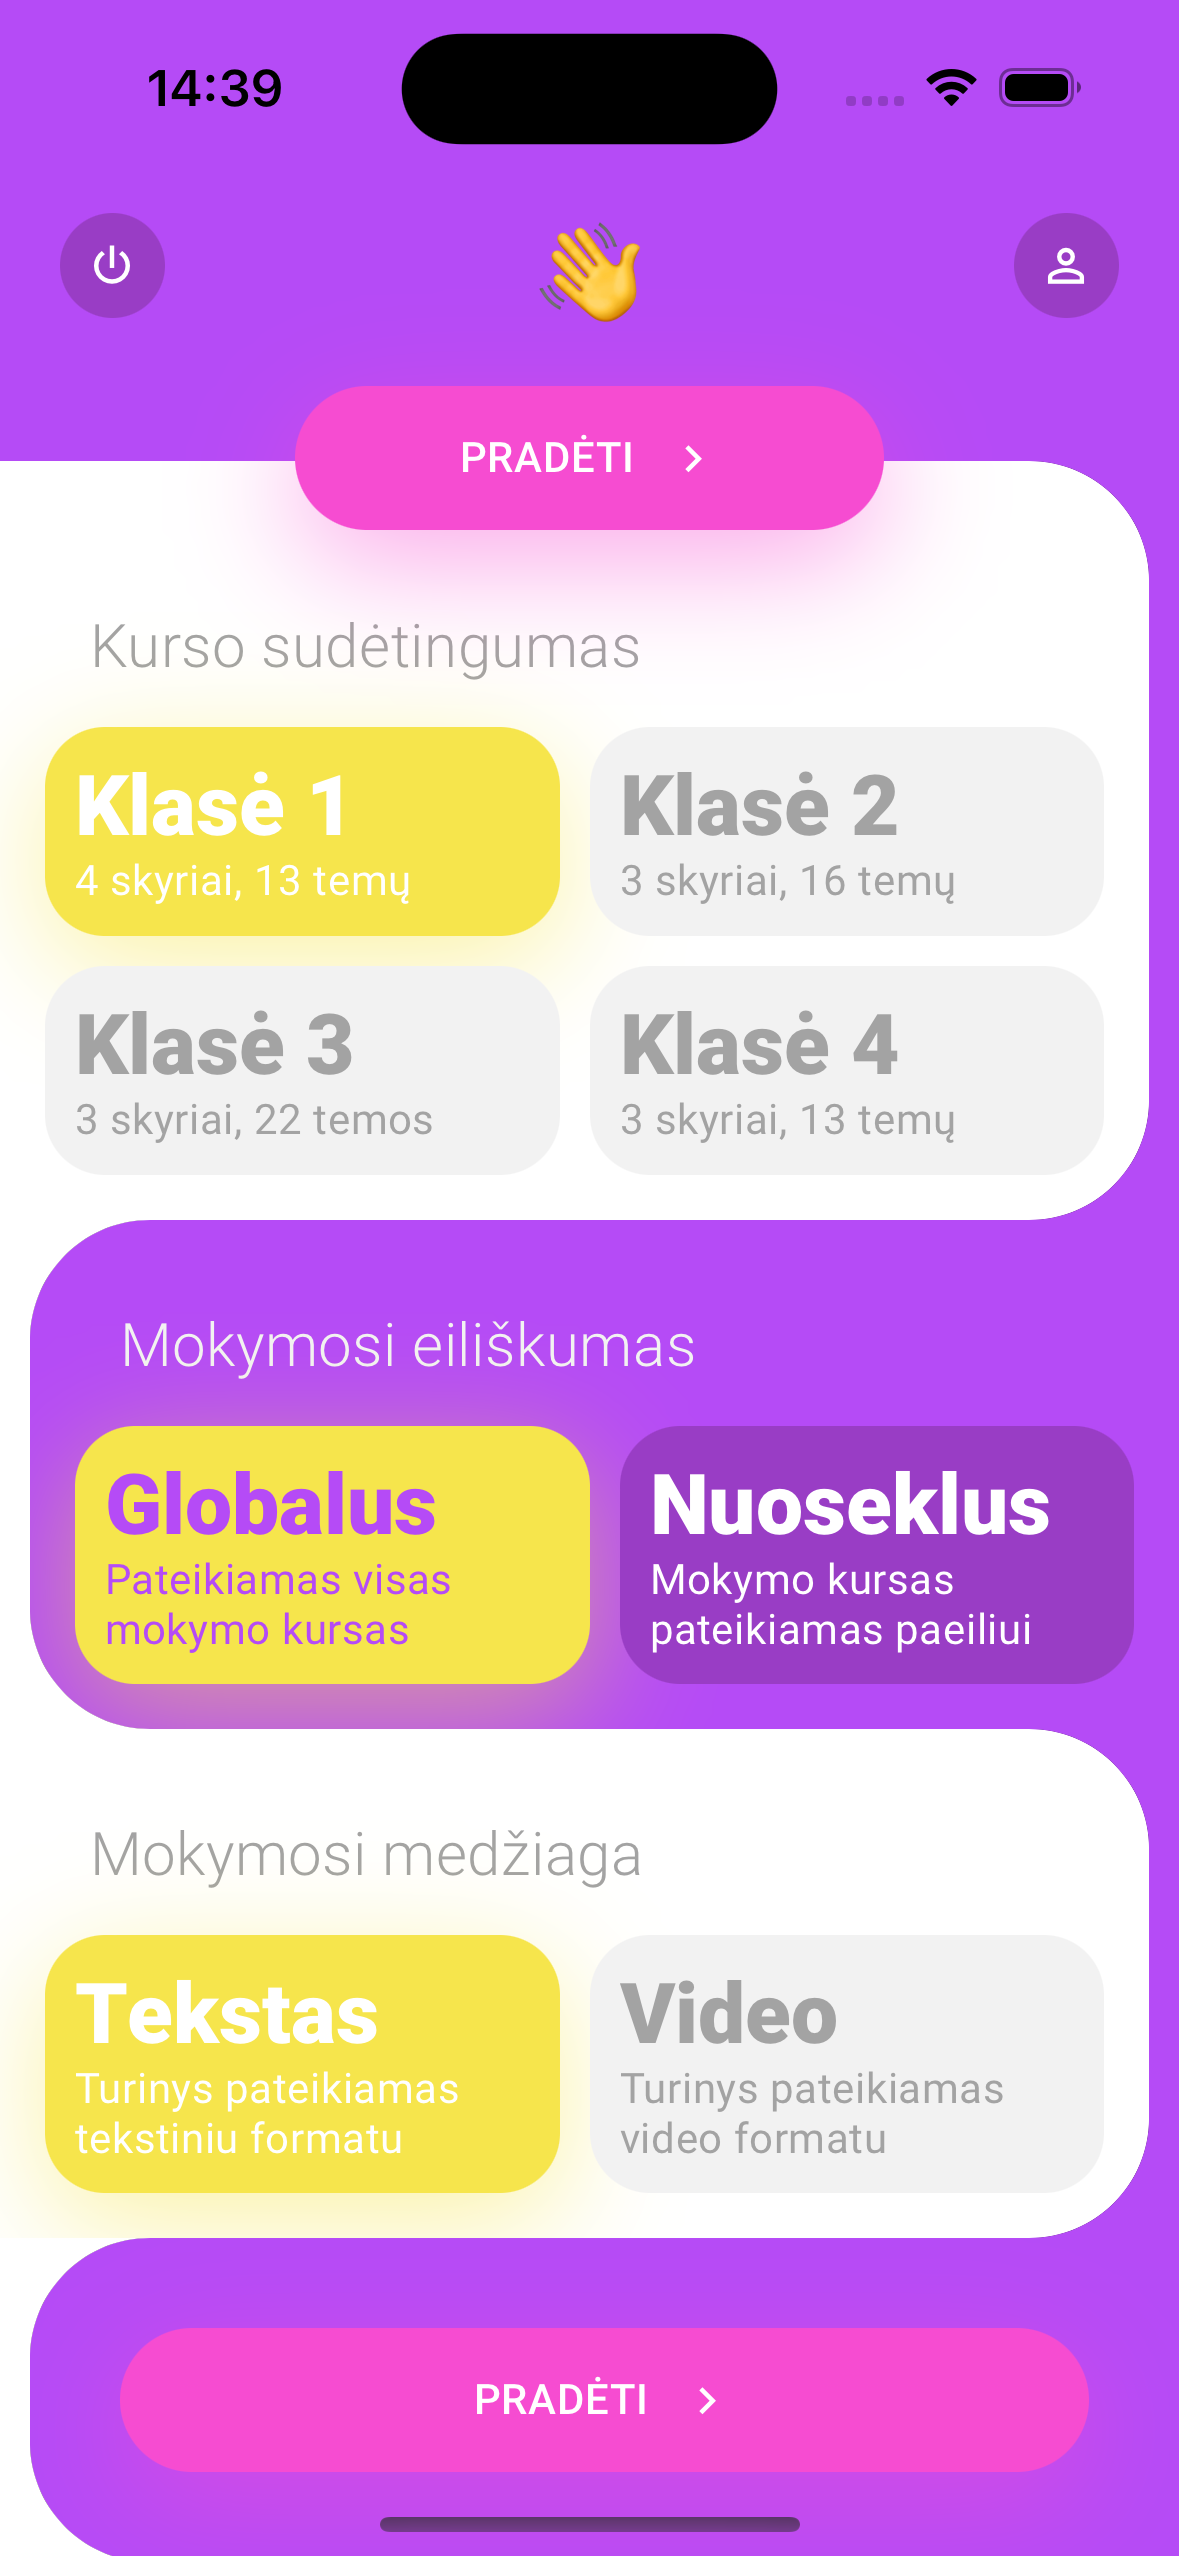 14:39
PRADĖTI
Kurso sudėtingumas
Klasė 1
4 skyriai, 13 temų
Klasė 2
3 skyriai, 16 temų
Klasė 3
3 skyriai, 22 temos
Klasė 4
3 skyriai, 13 temų
Mokymosi eiliškumas
Globalus
Pateikiamas visas
mokymo kursas
Nuoseklus
Mokymo kursas
pateikiamas paeiliui
Mokymosi medžiaga
Tekstas
Turinys pateikiamas
tekstiniu formatu
Video
Turinys pateikiamas
video formatu
PRADĖTI